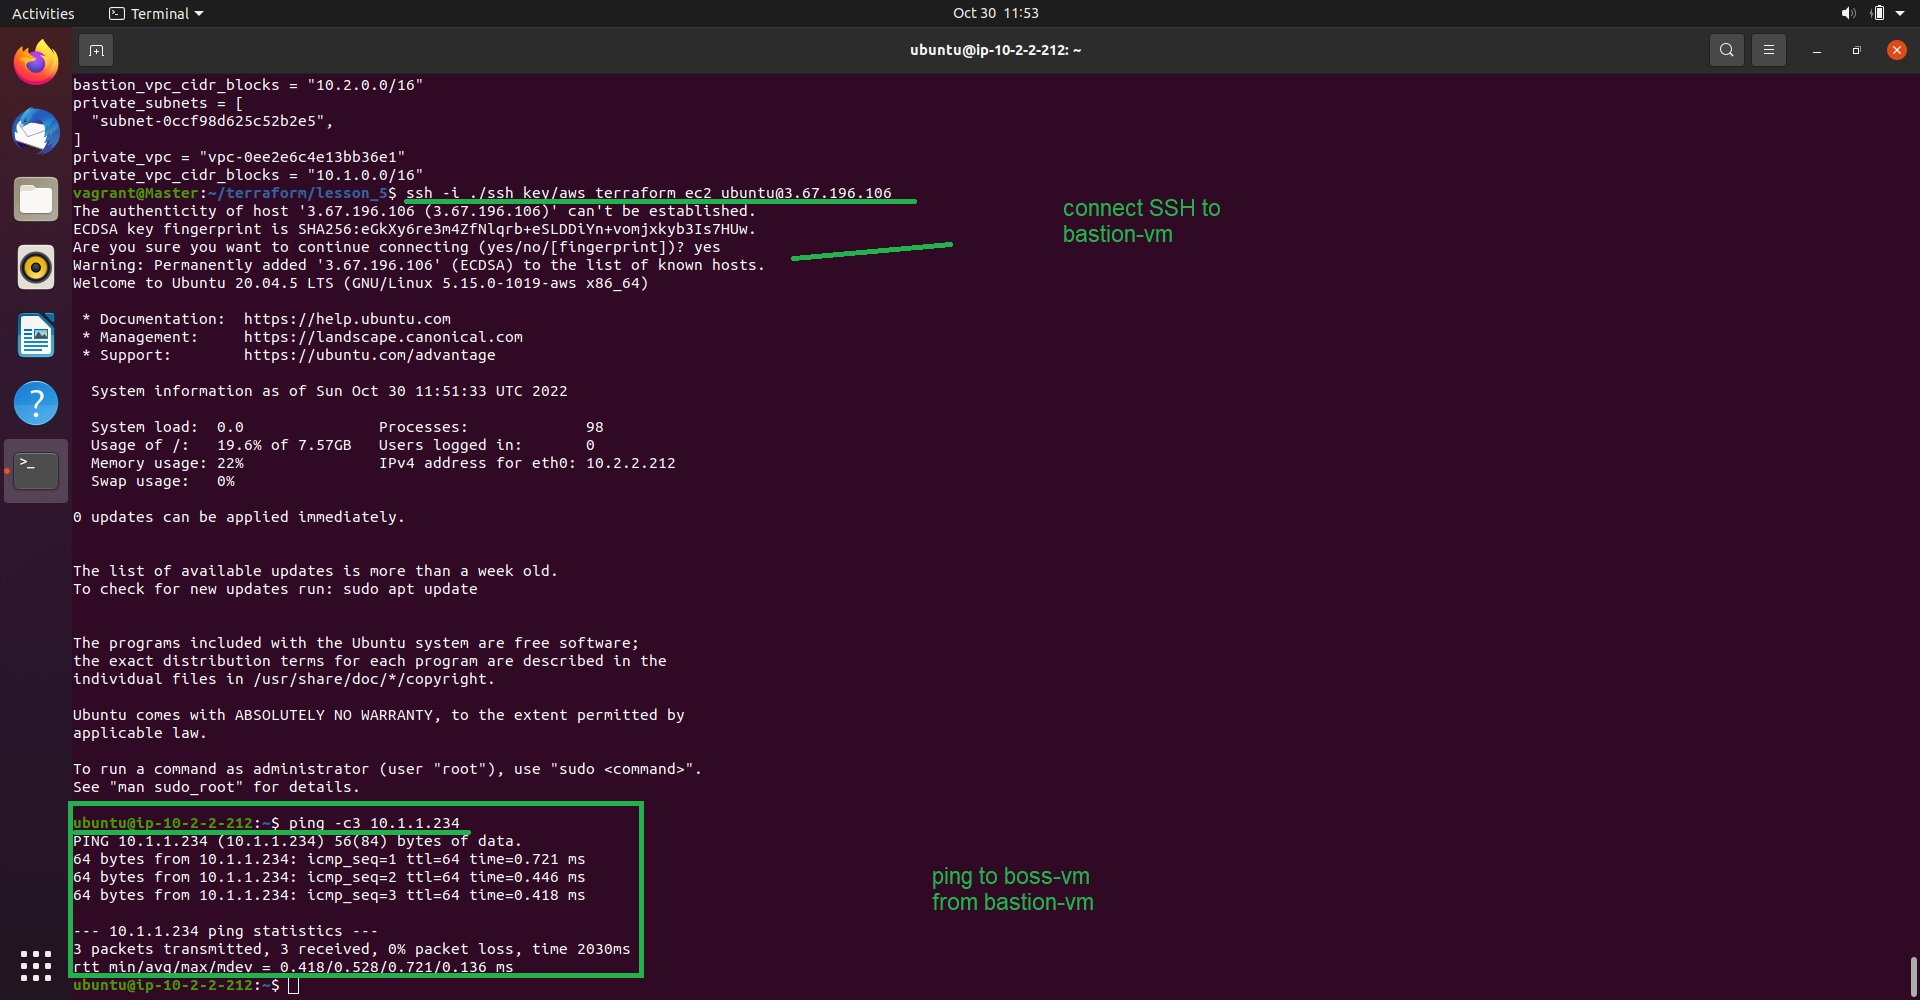 Activities
Terminal
Oct 30 11:53
ubuntu@ip-10-2-2-212: ~
bastion_vpc_cidr_blocks = "10.2.0.0/16"
private_subnets = [
  "subnet-0ccf98d625c52b2e5",
]
private_vpc = "vpc-0ee2e6c4e13bb36e1"
private_vpc_cidr_blocks = "10.1.0.0/16"
vagrant@Master:~/terraform/lesson_5$ ssh -i ./ssh_key/aws_terraform_ec2 ubuntu@3.67.196.106
The authenticity of host '3.67.196.106 (3.67.196.106)' can't be established.
ECDSA key fingerprint is SHA256:eGkXy6re3m4ZfNlqrb+eSLDDiYn+vomjxkyb3Is7HUw.
Are you sure you want to continue connecting (yes/no/[fingerprint])? yes
Warning: Permanently added '3.67.196.106' (ECDSA) to the list of known hosts.
Welcome to Ubuntu 20.04.5 LTS (GNU/Linux 5.15.0-1019-aws x86_64)
connect SSH to
bastion-vm
 * Documentation:  https://help.ubuntu.com
 * Management:     https://landscape.canonical.com
 * Support:        https://ubuntu.com/advantage
  System information as of Sun Oct 30 11:51:33 UTC 2022
  System load:  0.0               Processes:             98
  Usage of /:   19.6% of 7.57GB   Users logged in:       0
  Memory usage: 22%               IPv4 address for eth0: 10.2.2.212
  Swap usage:   0%
0 updates can be applied immediately.
The list of available updates is more than a week old.
To check for new updates run: sudo apt update
The programs included with the Ubuntu system are free software;
the exact distribution terms for each program are described in the
individual files in /usr/share/doc/*/copyright.
Ubuntu comes with ABSOLUTELY NO WARRANTY, to the extent permitted by
applicable law.
To run a command as administrator (user "root"), use "sudo <command>".
See "man sudo_root" for details.
ubuntu@ip-10-2-2-212:~$ ping -c3 10.1.1.234
PING 10.1.1.234 (10.1.1.234) 56(84) bytes of data.
64 bytes from 10.1.1.234: icmp_seq=1 ttl=64 time=0.721 ms
64 bytes from 10.1.1.234: icmp_seq=2 ttl=64 time=0.446 ms
64 bytes from 10.1.1.234: icmp_seq=3 ttl=64 time=0.418 ms
ping to boss-vm
from bastion-vm
--- 10.1.1.234 ping statistics ---
3 packets transmitted, 3 received, 0% packet loss, time 2030ms
rtt min/avg/max/mdev = 0.418/0.528/0.721/0.136 ms
ubuntu@ip-10-2-2-212:~$